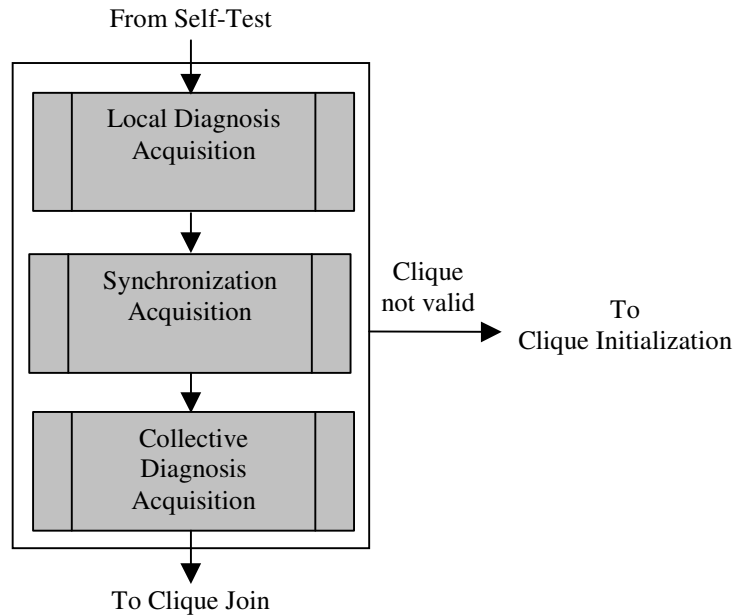 From Self-Test
Local Diagnosis
Acquisition
Synchronization
Acquisition
Clique
not valid
To
Clique Initialization
Collective
Diagnosis
Acquisition
To Clique Join